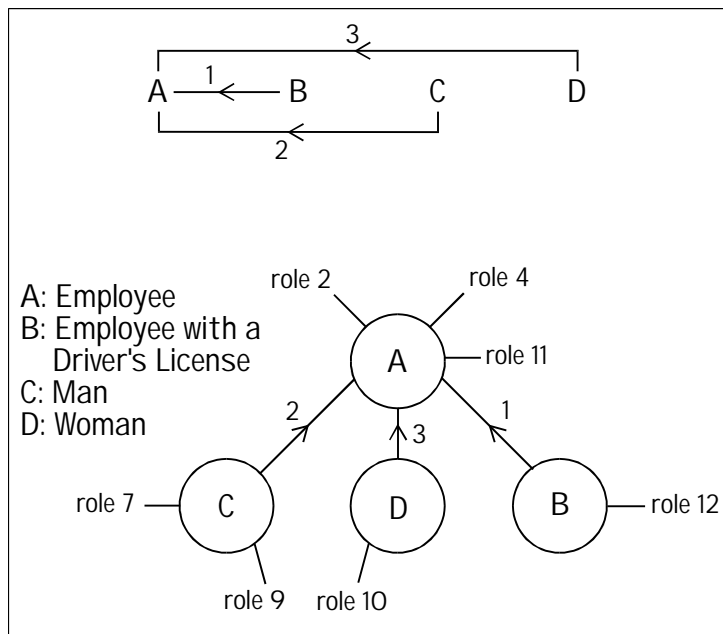 3
1
A B C D
2
role 2 role 4
A: Employee
B: Employee with a
Driver's License
C: Man
D: Woman
A
role 11
2
3
1
role 7
C
D
B
role 12
role 9
role 10